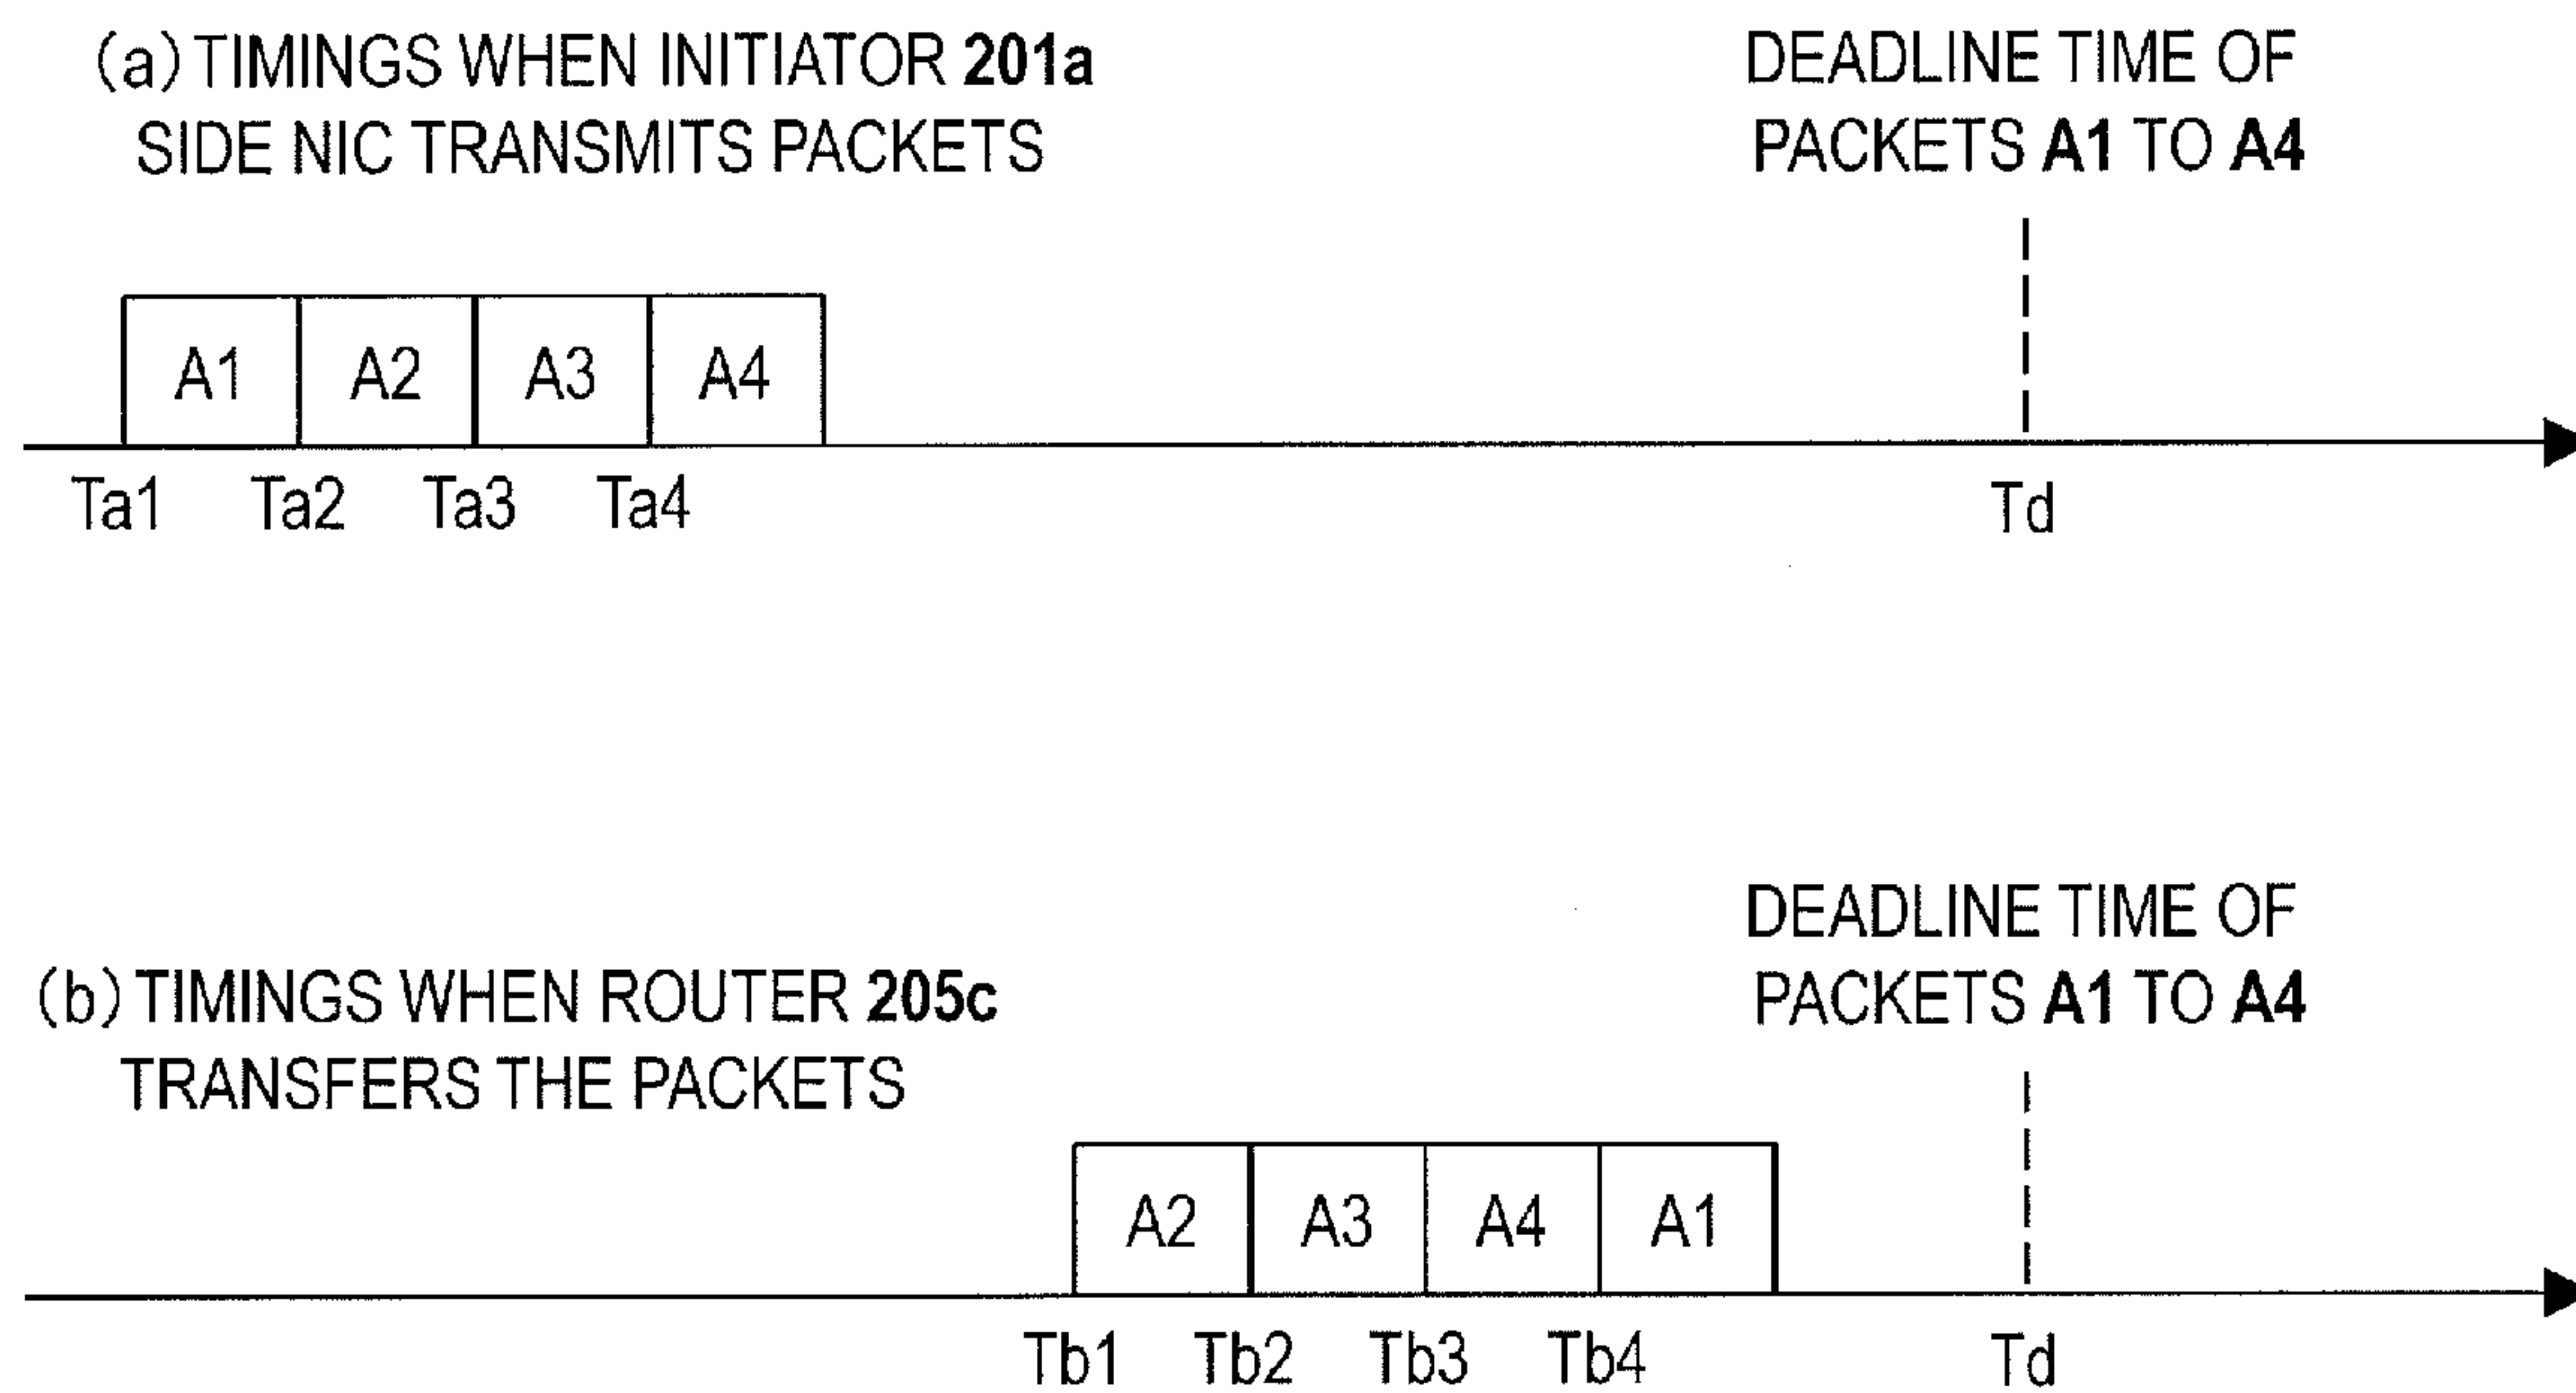 (a) TIMINGS WHEN INITIATOR 201a
SIDE NIC TRANSMITS PACKETS
DEADLINE TIME OF
PACKETS A1 TO A4
A1 A2 A3 A4
Ta1 Ta2 Ta3 Ta4 Td
DEADLINE TIME OF
PACKETS A1 TO A4
(b) TIMINGS WHEN ROUTER 205c
TRANSFERS THE PACKETS
A2 A3 A4 A1
Tb1 Tb2 Tb3 Tb4 Td